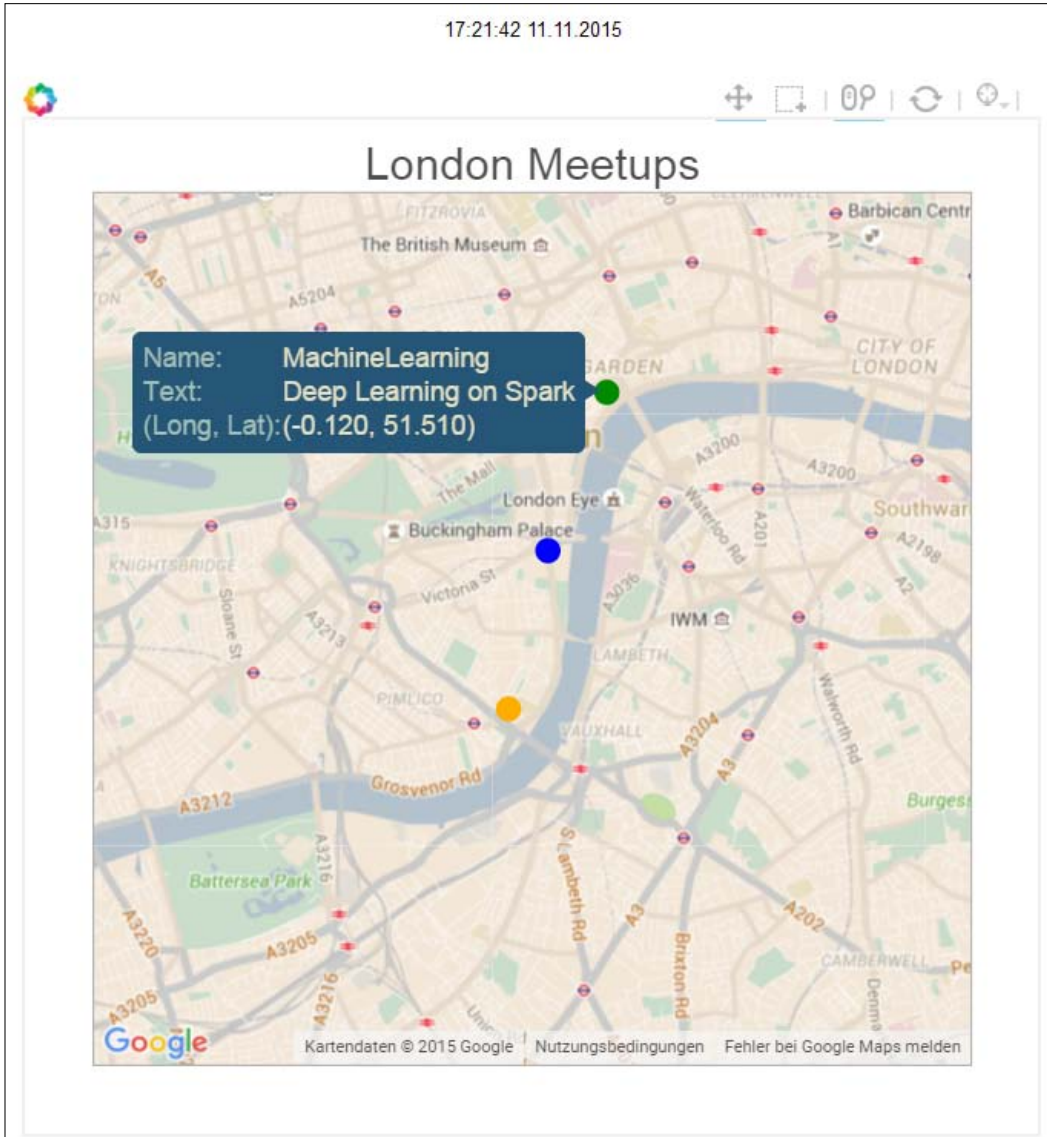 17:21:42 11.11.2015
London Meetups
FITZROVIA
Barbican Centr
The British Museum
A1
A5
A5204
CITY OF
LONDON
Name: MachineLearning
GARDEN
Text: Deep Learning on Spark
(Long, Lat):(-0.120, 51.510)
H
n
A3200
A3200
The Mall
London Eye
Waterloo Rd
A201
Southwar
A315
Buckingham Palace
A2198
KNIGHTSBRIDGE
Victoria St
A3036
A2
Sloane St
A3213
IWM
LAMBETH
PIMLICO
Walworth Rd
VAUXHALL
A3204
A3
Grosvenor Rd
A3212
Burges
A3216
S Lambeth Rd
Battersea Park
A3220
A3205
A3
A202
Brixton Rd
CAMBERWELL
Pe
A3205
A3216
Denma
Google
Kartendaten © 2015 Google Nutzungsbedingungen Fehler bei Google Maps melden